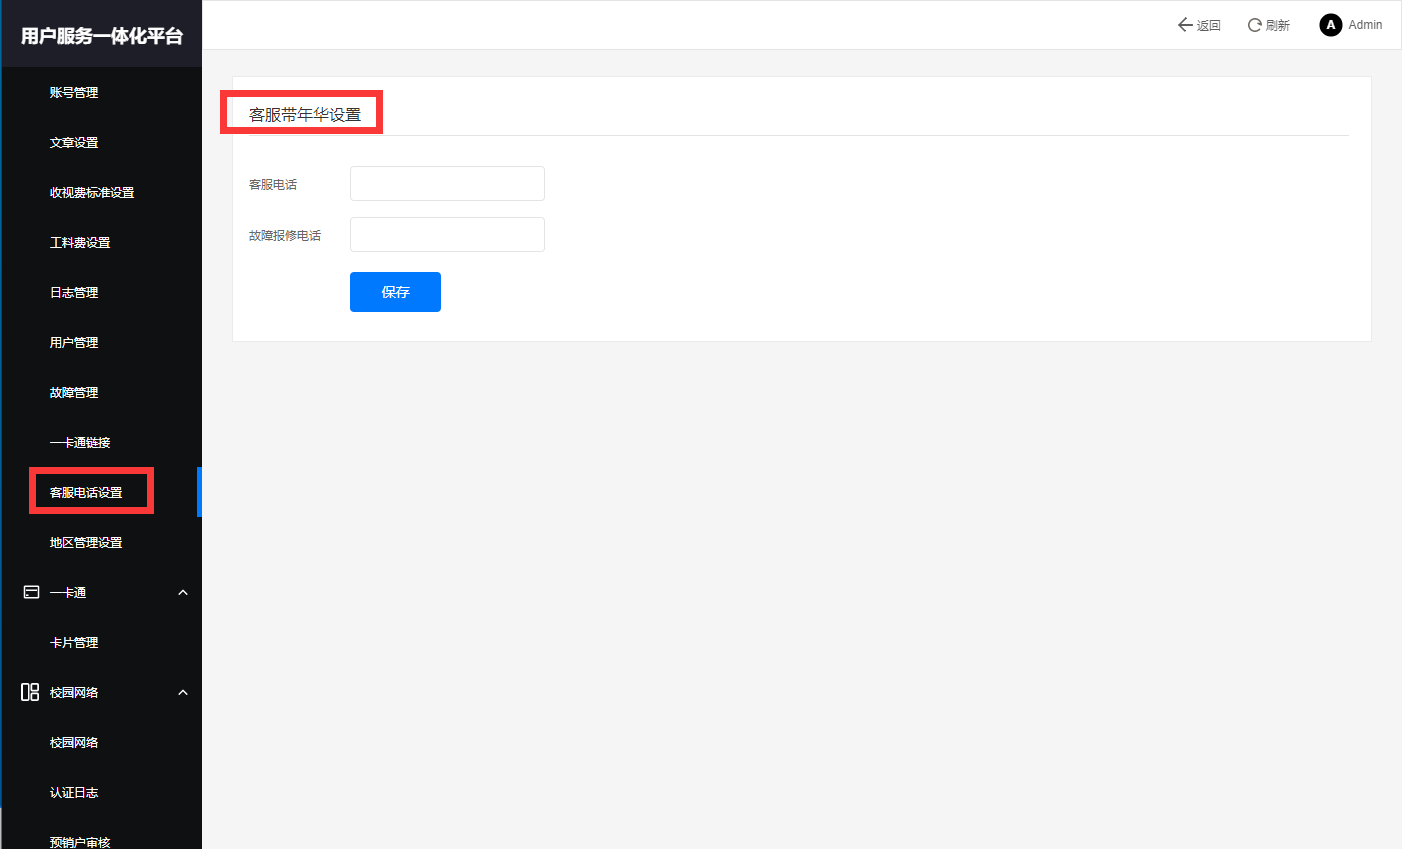 用户服务一体化平台
返回
刷新
A
Admin
账号管理
文章设置
收视费标准设置
工料费设置
日志管理
用户管理
故障管理
一卡通链接
客服电话设置
地区管理设置
一卡通
卡片管理
校园网络
校园网络
认证日志
预销户审核
客服带年华设置
客服电话
故障报修电话
保存